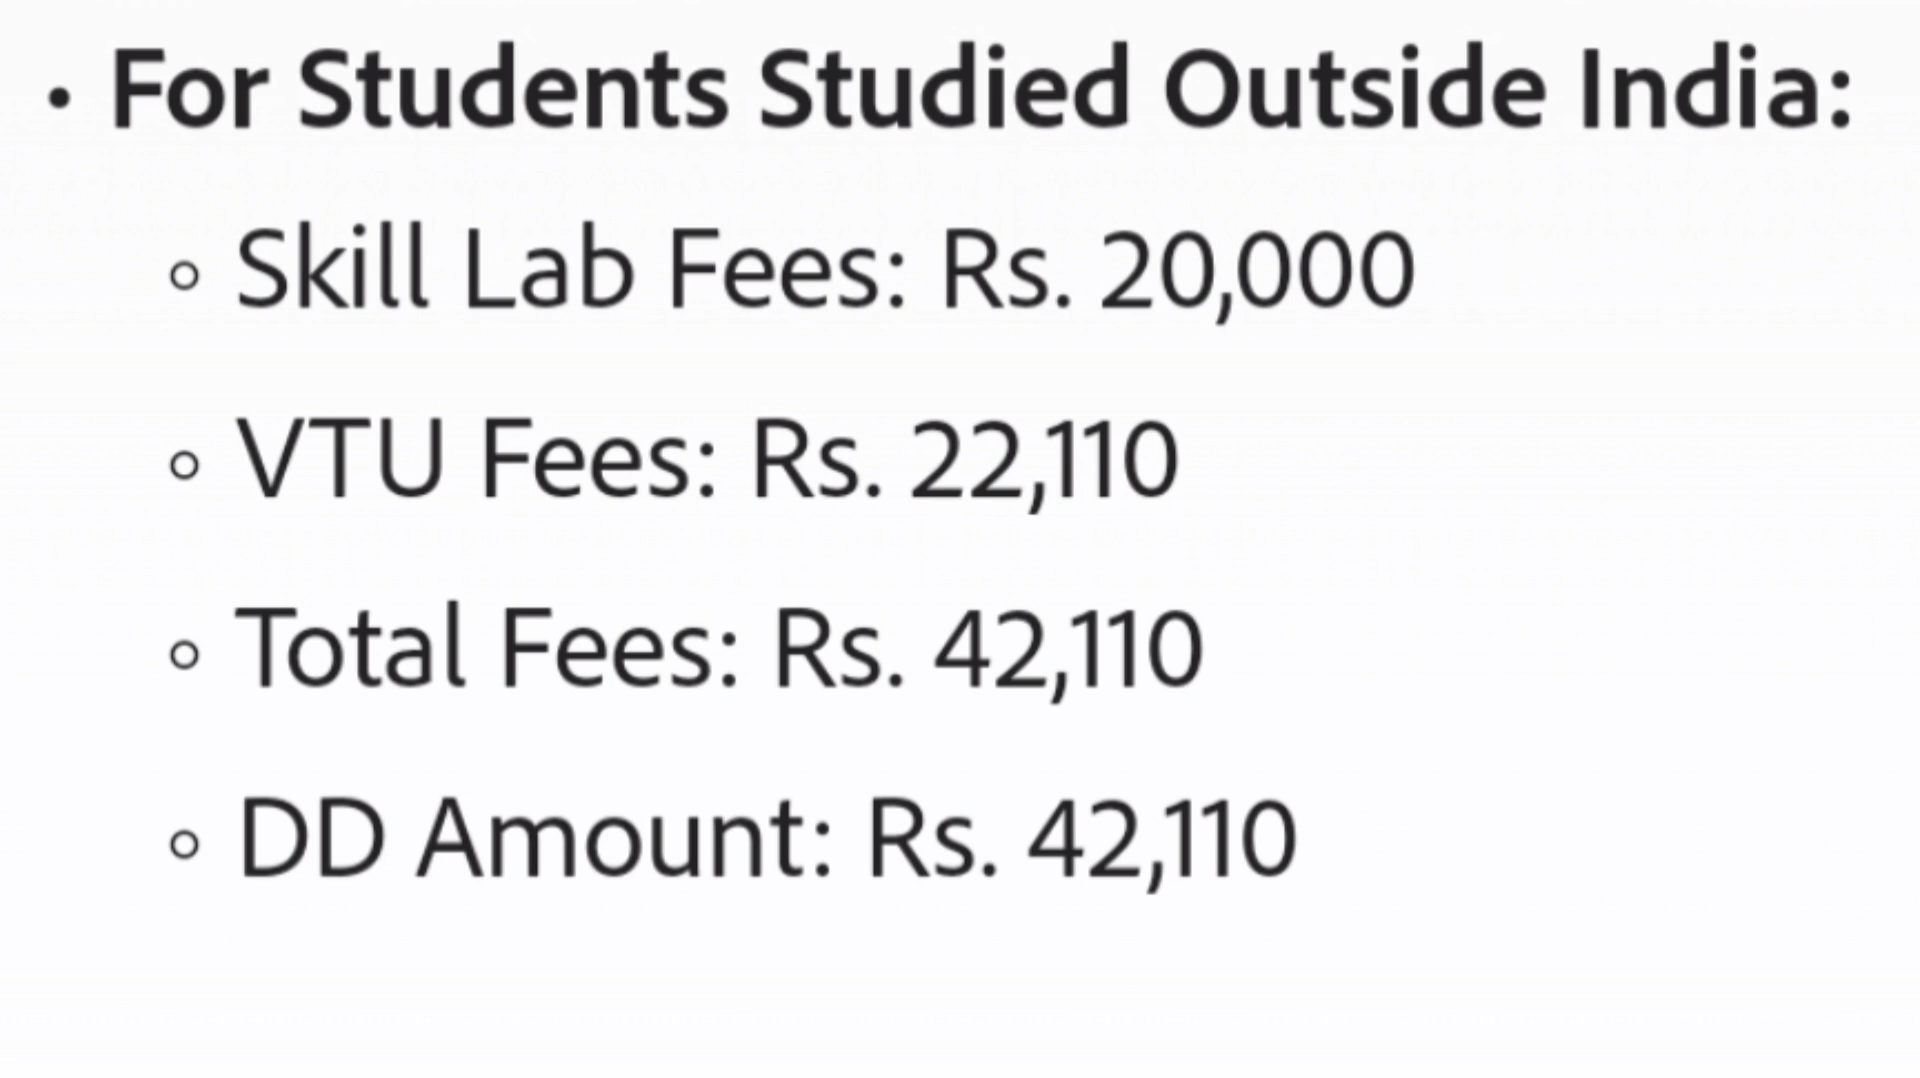 • For Students Studied Outside India:
◦ Skill Lab Fees: Rs. 20,000
◦ VTU Fees: Rs. 22,110
◦ Total Fees: Rs. 42,110
◦ DD Amount: Rs. 42,110